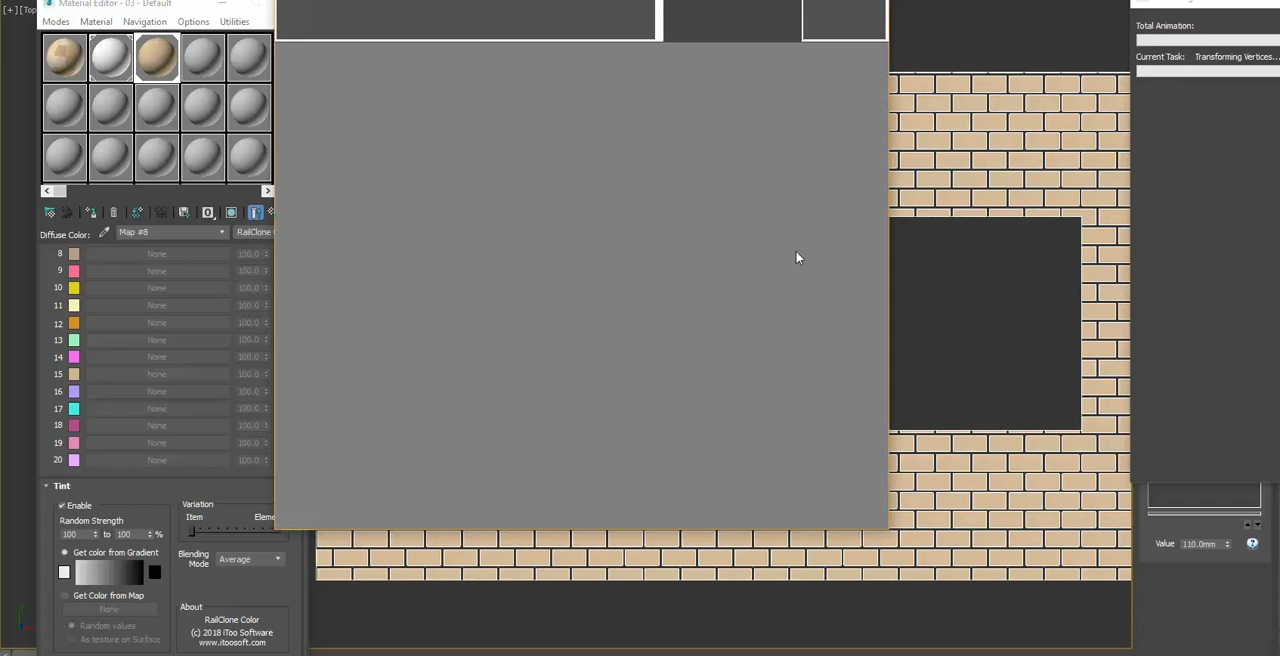 [+][Top
Material Editor - 03 - Default
Modes Material Navigation Options Utilities
Total Animation:
Current Task: Transforming Vertices...
0
Diffuse Color: Map #8 RailClone
8 None 100.0
9 None 100.0
10 None 100.0
11 None 100.0
12 None 100.0
13 None 100.0
14 None 100.0
15 None 100.0
16 None 100.0
17 None 100.0
18 None 100.0
19 None 100.0
20 None 100.0
Tint
Enable
Random Strength
100 to 100 %
Get color from Gradient
Get Color from Map
None
Random values
As texture on Surface
Variation
Item Eleme
Blending
Mode Average
About
RailClone Color
(c) 2018 iToo Software
www.itoosoft.com
Value 110.0mm ?